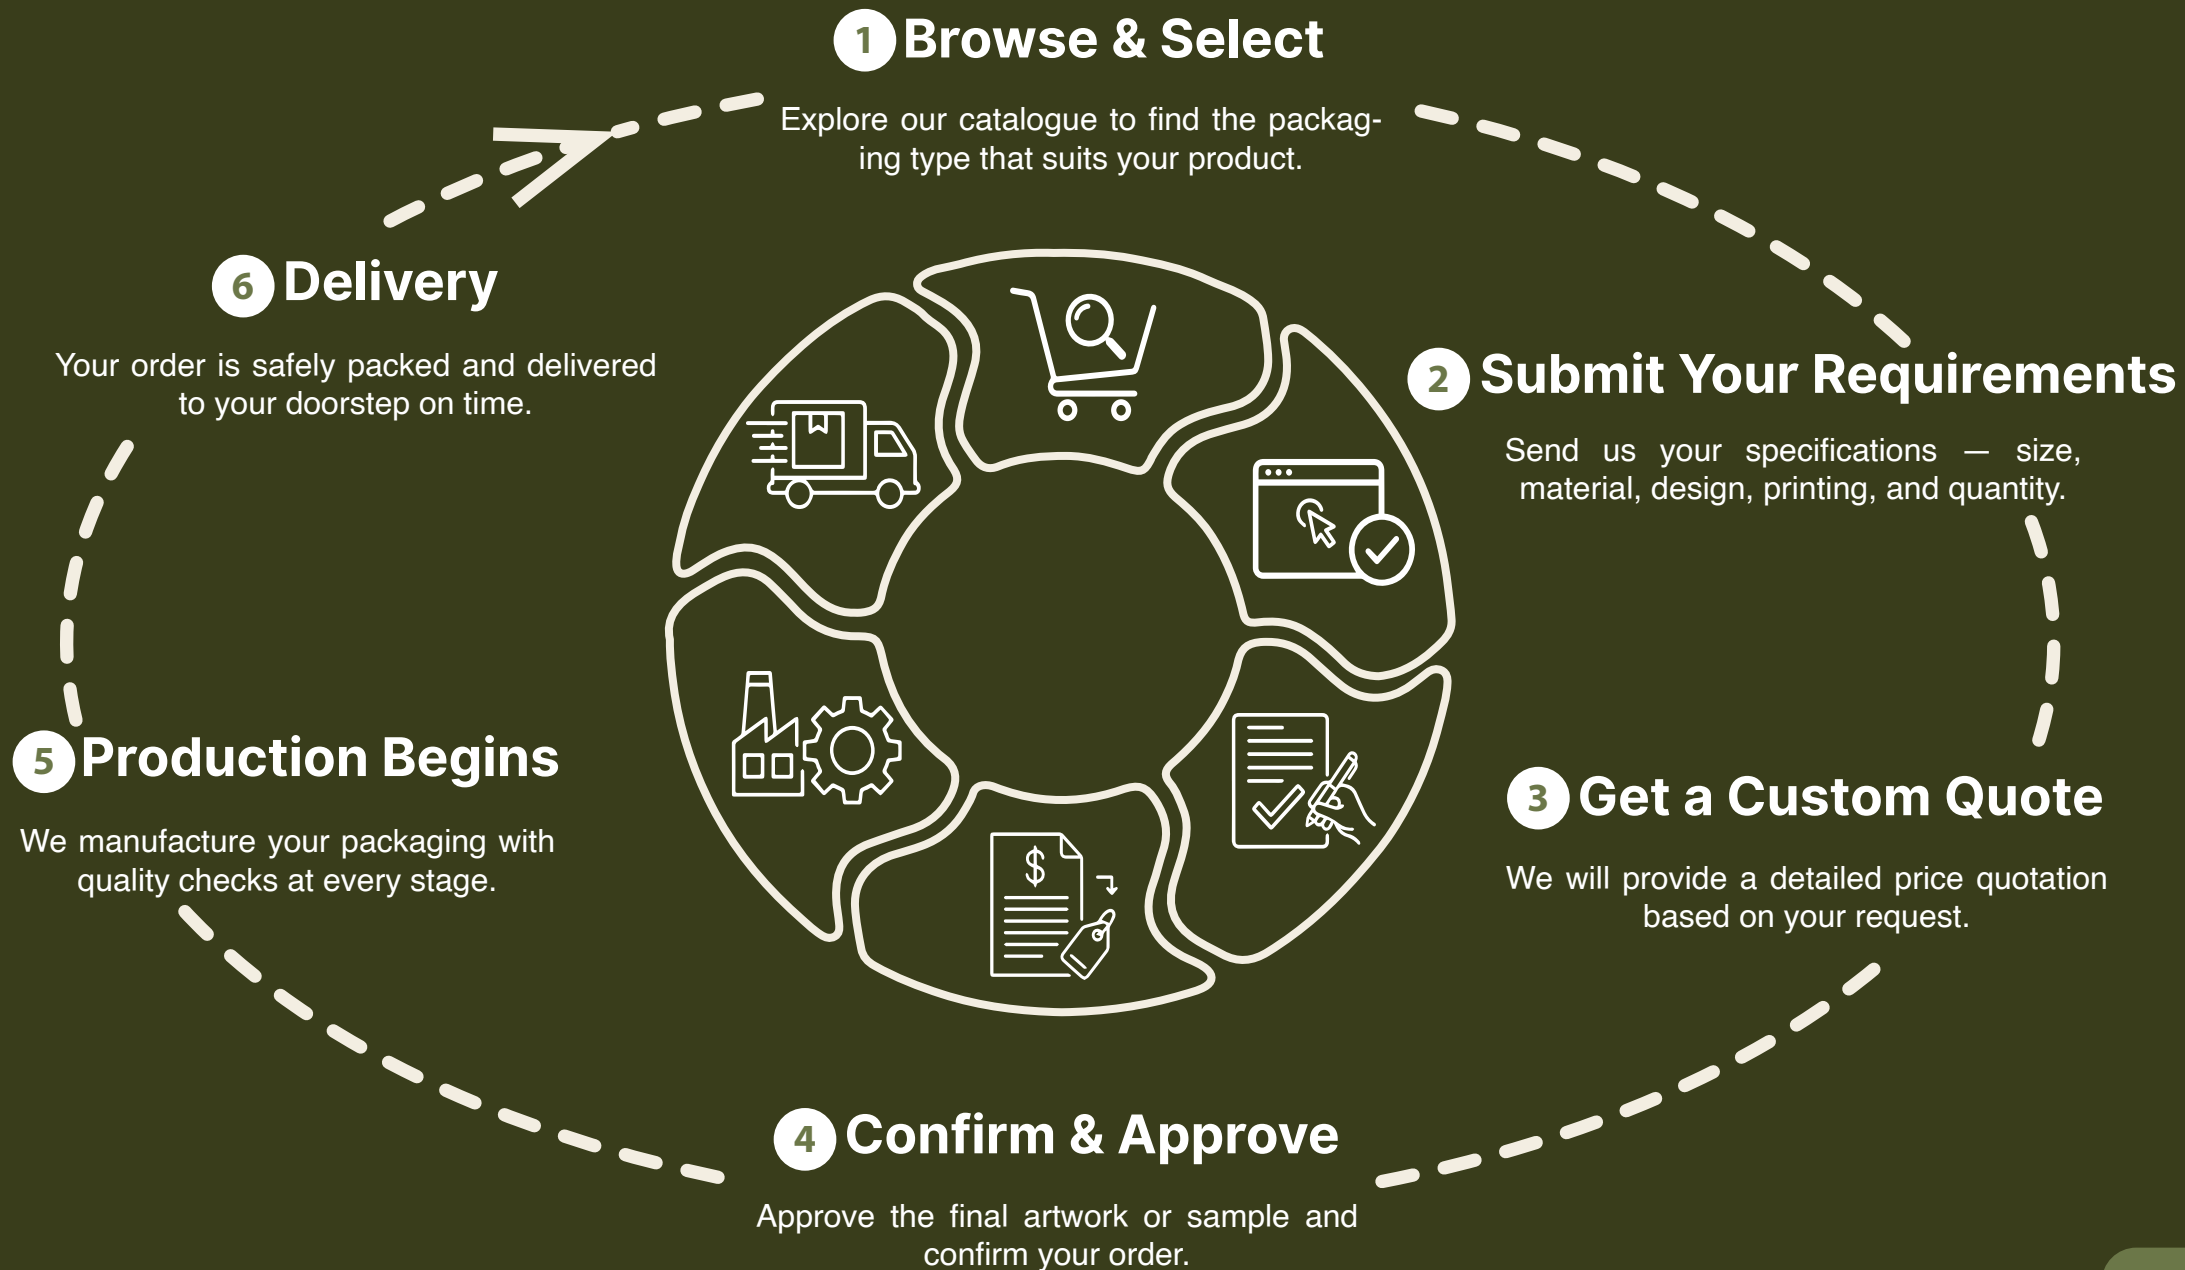 1 Browse & Select
Explore our catalogue to find the packag-
ing type that suits your product.
2 Submit Your Requirements
Send us your specifications — size,
material, design, printing, and quantity.
3 Get a Custom Quote
We will provide a detailed price quotation
based on your request.
4 Confirm & Approve
Approve the final artwork or sample and
confirm your order.
5 Production Begins
We manufacture your packaging with
quality checks at every stage.
6 Delivery
Your order is safely packed and delivered
to your doorstep on time.
$